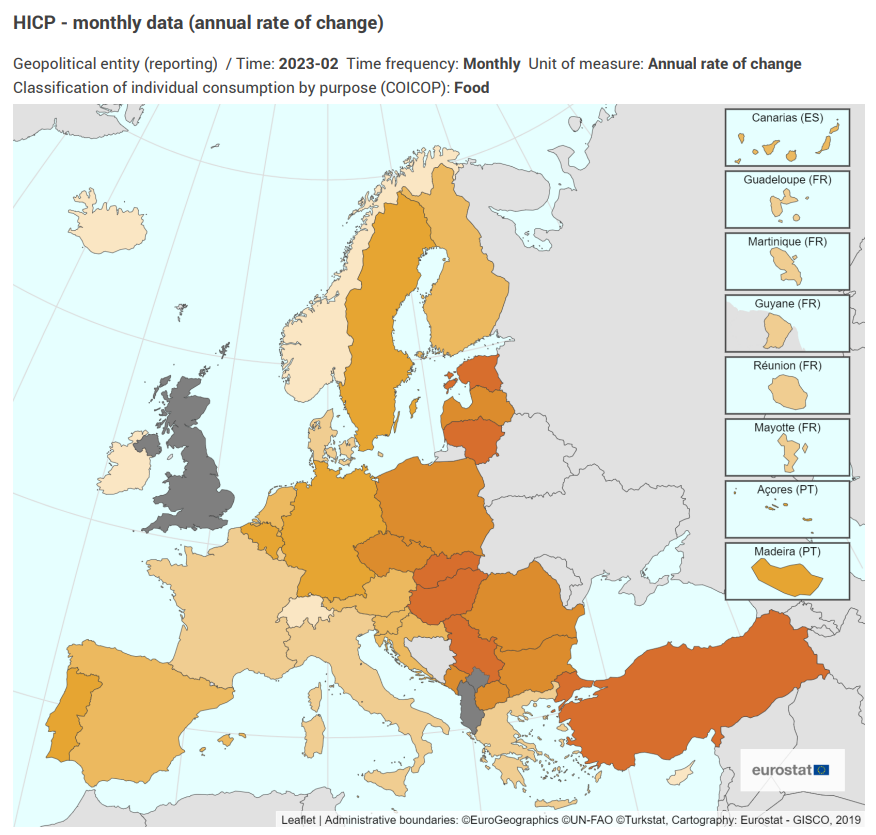 HICP - monthly data (annual rate of change)
Geopolitical entity (reporting) / Time: 2023-02 Time frequency: Monthly Unit of measure: Annual rate of change
Classification of individual consumption by purpose (COICOP): Food
Canarias (ES)
Guadeloupe (FR)
Martinique (FR)
Guyane (FR)
Réunion (FR)
Mayotte (FR)
Açores (PT)
Madeira (PT)
eurostat
Leaflet | Administrative boundaries: ©EuroGeographics ©UN-FAO ©Turkstat, Cartography: Eurostat - GISCO, 2019